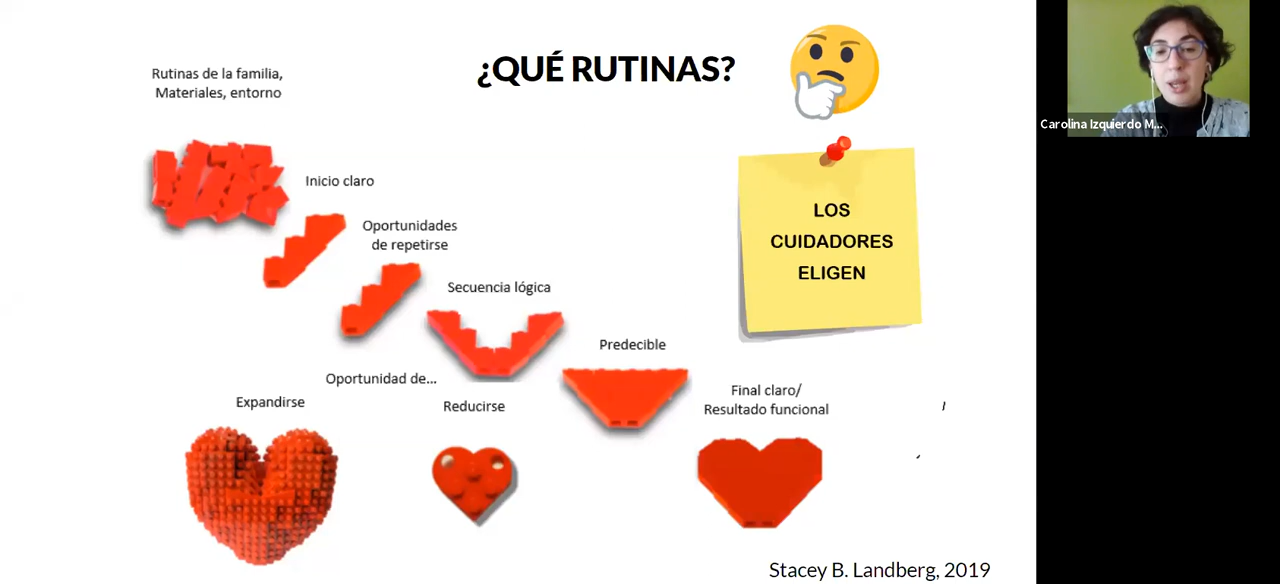 ¿QUÉ RUTINAS?
Rutinas de la familia,
Materiales, entorno
Inicio claro
Oportunidades
de repetirse
Secuencia lógica
Predecible
Final claro/
Resultado funcional
Oportunidad de...
Expandirse
Reducirse
LOS
CUIDADORES
ELIGEN
Stacey B. Landberg, 2019
Carolina Izquierdo M...